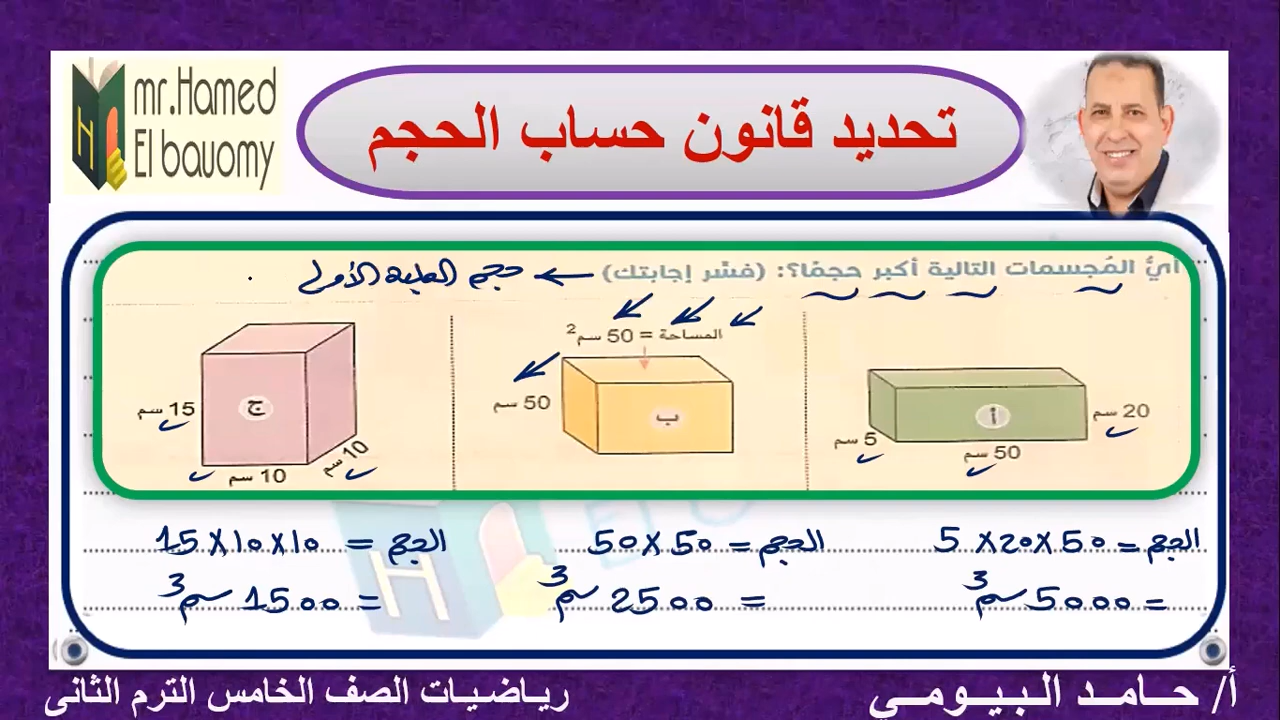 mr.Hamed
El bauomy
تحديد قانون حساب الحجم
أيُّ المُجسمات التالية أكبر حجمًا؟: (فسّر إجابتك) ← حجم العلبة الأولى
20 سم
أ
5 سم
50 سم
المساحة = 50 سم2
50 سم
ب
15 سم
ج
10 سم
10 سم
الحجم = 50×20×5
= 5000 سم3
الحجم = 50×50
= 2500 سم3
الحجم = 10×10×15
= 1500 سم3
أ/ حامد البيومي
رياضيات الصف الخامس الترم الثانى